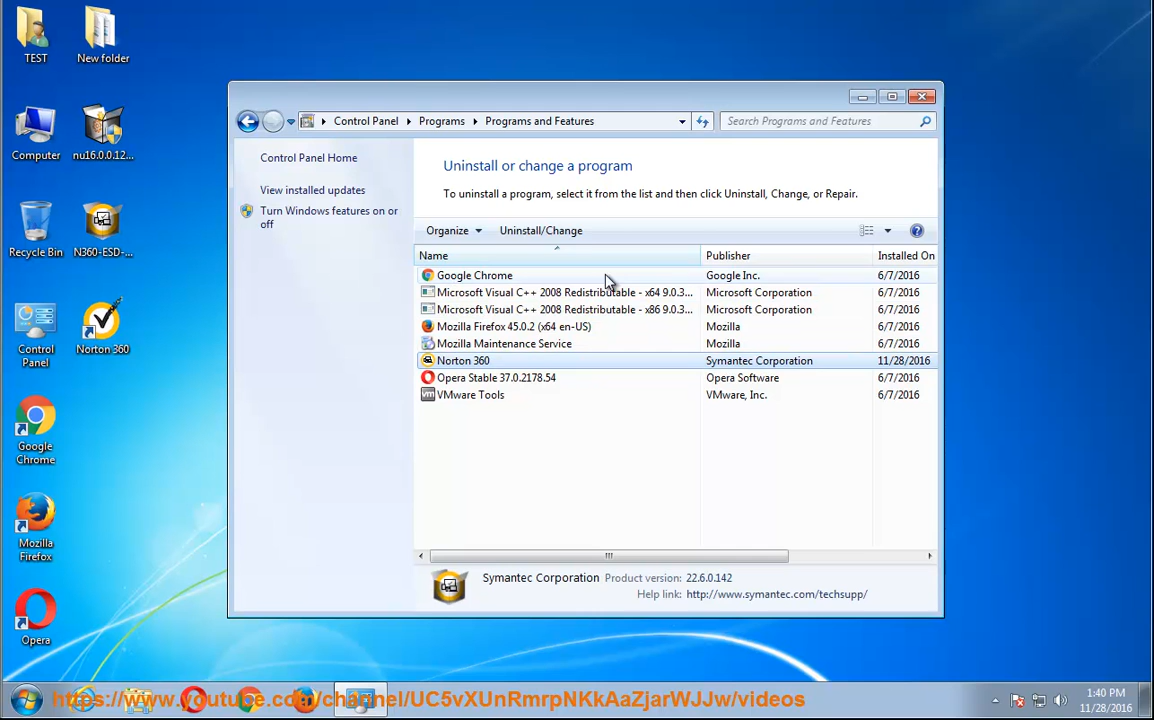 TEST
New folder
Computer
nu16.0.0.12...
Recycle Bin
N360-ESD-...
Control
Panel
Norton 360
Google
Chrome
Mozilla
Firefox
Opera
Control Panel
Programs
Programs and Features
Search Programs and Features
Control Panel Home
View installed updates
Turn Windows features on or
off
Uninstall or change a program
To uninstall a program, select it from the list and then click Uninstall, Change, or Repair.
Organize
Uninstall/Change
Name Publisher Installed On
Google Chrome Google Inc. 6/7/2016
Microsoft Visual C++ 2008 Redistributable - x64 9.0.3... Microsoft Corporation 6/7/2016
Microsoft Visual C++ 2008 Redistributable - x86 9.0.3... Microsoft Corporation 6/7/2016
Mozilla Firefox 45.0.2 (x64 en-US) Mozilla 6/7/2016
Mozilla Maintenance Service Mozilla 6/7/2016
Norton 360 Symantec Corporation 11/28/2016
Opera Stable 37.0.2178.54 Opera Software 6/7/2016
vm VMware Tools VMware, Inc. 6/7/2016
Symantec Corporation Product version: 22.6.0.142
Help link: http://www.symantec.com/techsupp/
https://www.youtube.com/channel/UC5vXUnRmrpNKkAaZjarWJJw/videos
1:40 PM
11/28/2016